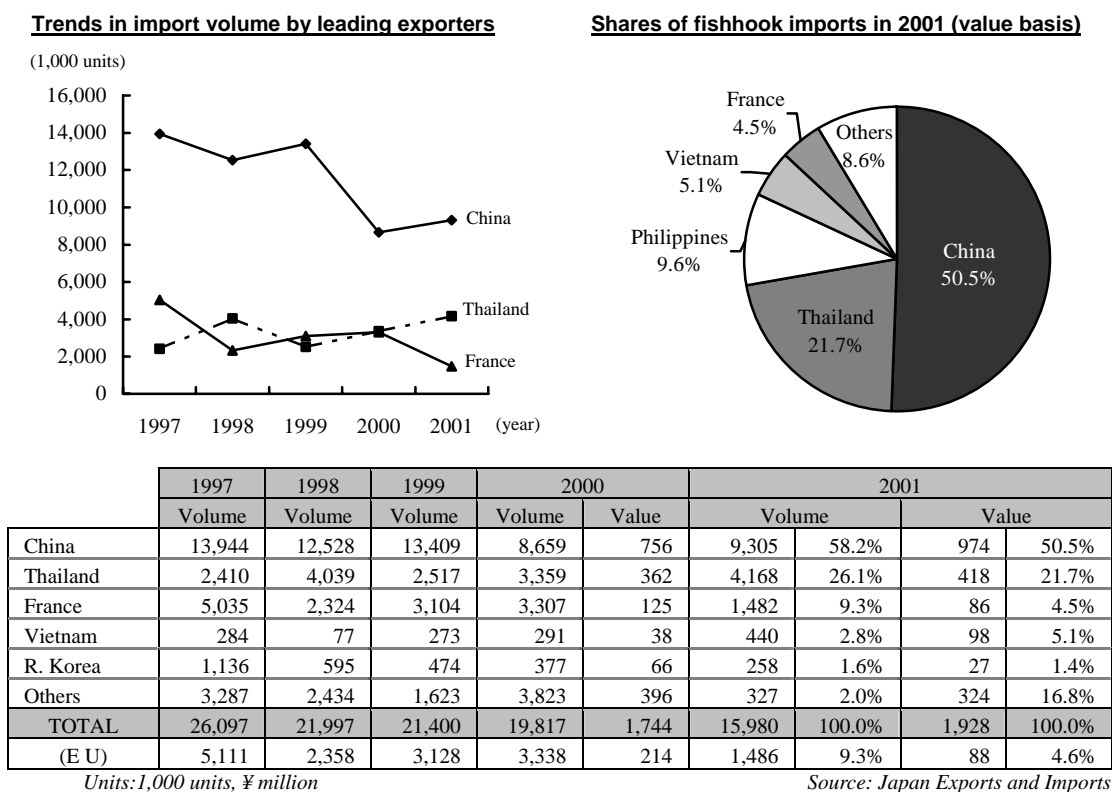 Trends in import volume by leading exporters
(1,000 units)
16,000
14,000
12,000
10,000
8,000
6,000
4,000
2,000
0
1997 1998 1999 2000 2001 (year)
China
Thailand
France
Shares of fishhook imports in 2001 (value basis)
France
4.5%
Others
8.6%
Vietnam
5.1%
Philippines
9.6%
China
50.5%
Thailand
21.7%
1997 1998 1999 2000 2001
Volume Volume Volume Volume Value Volume Value
China 13,944 12,528 13,409 8,659 756 9,305 58.2% 974 50.5%
Thailand 2,410 4,039 2,517 3,359 362 4,168 26.1% 418 21.7%
France 5,035 2,324 3,104 3,307 125 1,482 9.3% 86 4.5%
Vietnam 284 77 273 291 38 440 2.8% 98 5.1%
R. Korea 1,136 595 474 377 66 258 1.6% 27 1.4%
Others 3,287 2,434 1,623 3,823 396 327 2.0% 324 16.8%
TOTAL 26,097 21,997 21,400 19,817 1,744 15,980 100.0% 1,928 100.0%
(E U) 5,111 2,358 3,128 3,338 214 1,486 9.3% 88 4.6%
Units:1,000 units, ¥ million Source: Japan Exports and Imports